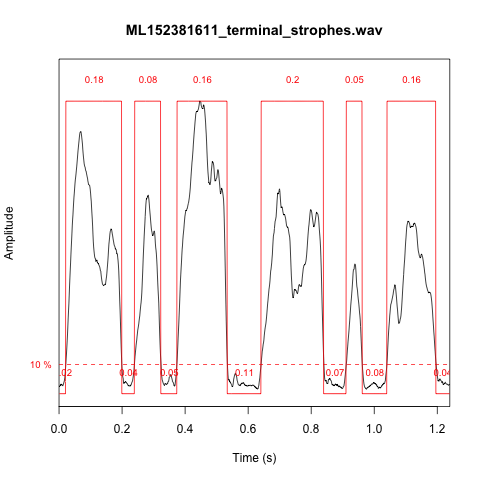 ML152381611_terminal_strophes.wav
0.18 0.08 0.16 0.2 0.05 0.16
Amplitude
10 %
.02 0.04 0.05 0.11 0.07 0.08 0.04
0.0 0.2 0.4 0.6 0.8 1.0 1.2
Time (s)